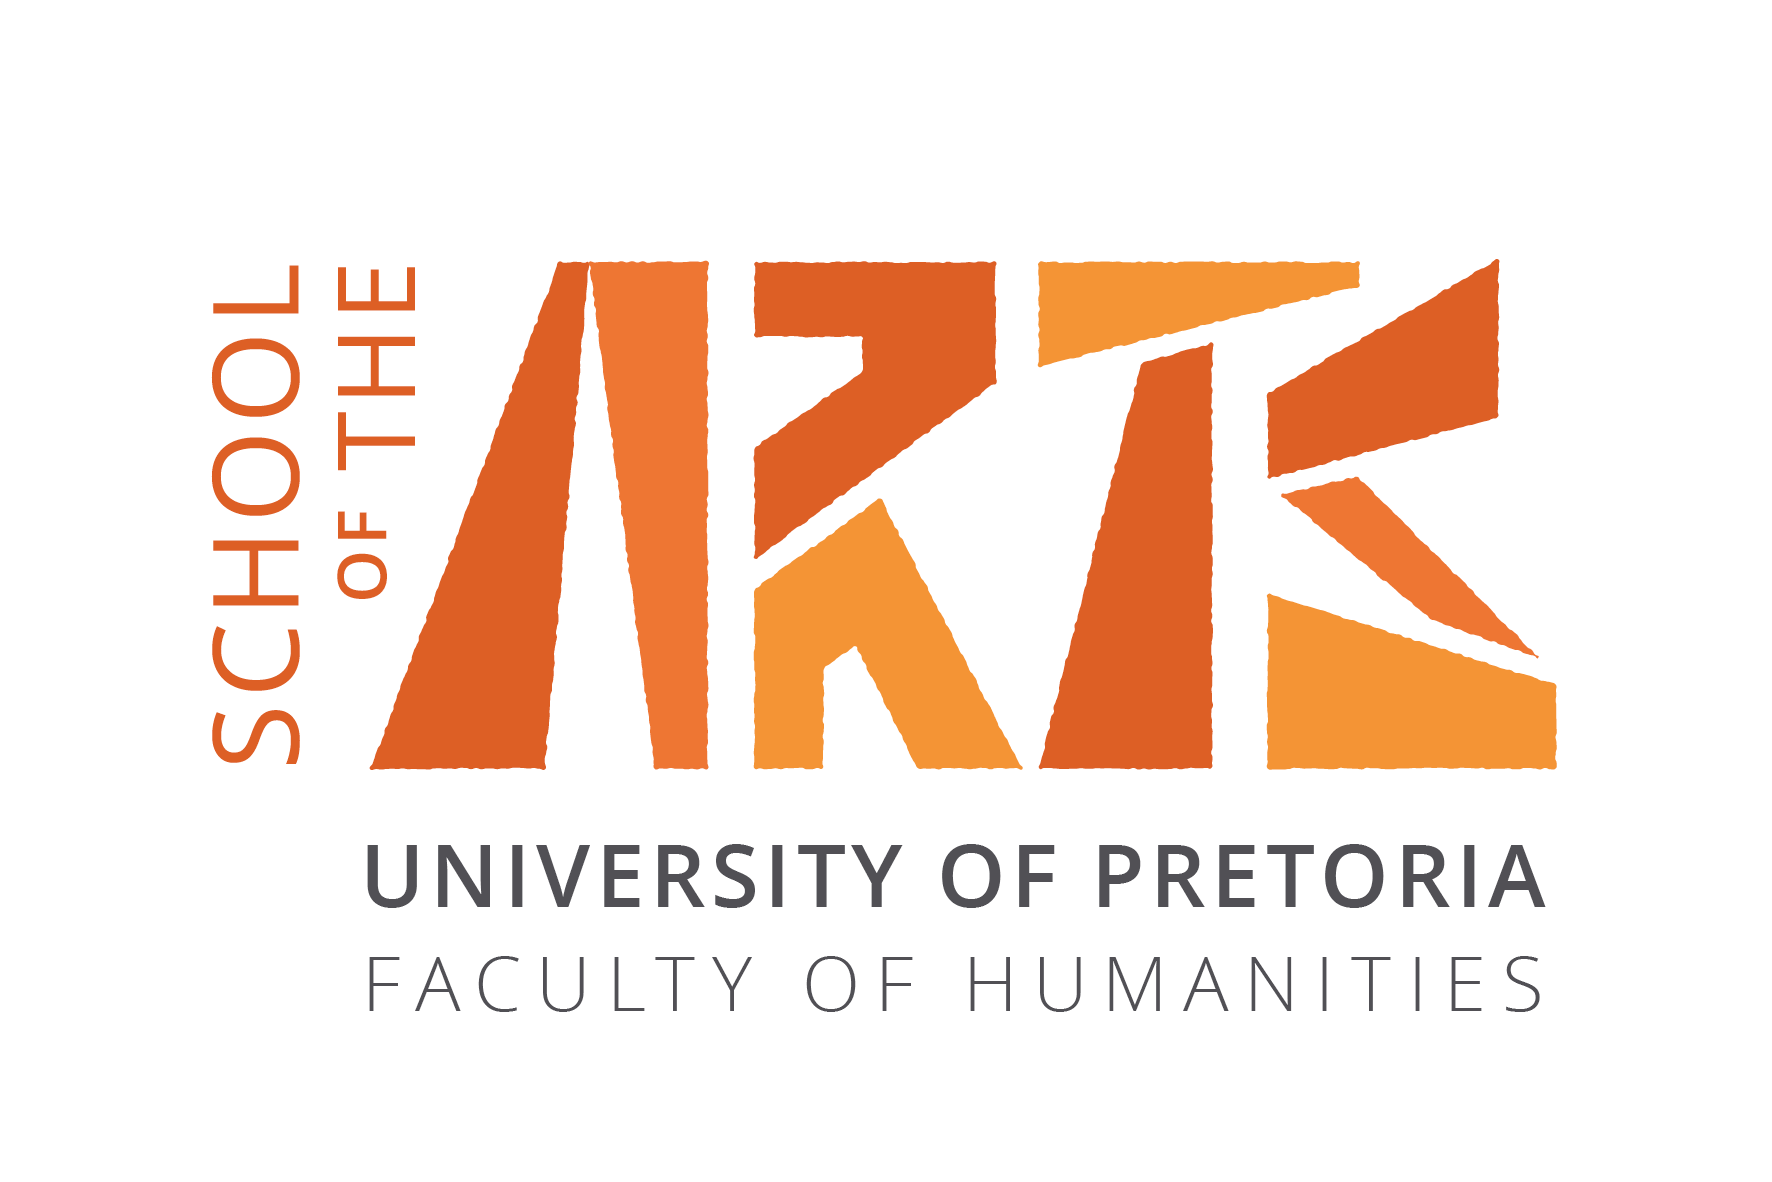 SCHOOL
OF THE
ARTS
UNIVERSITY OF PRETORIA
FACULTY OF HUMANITIES